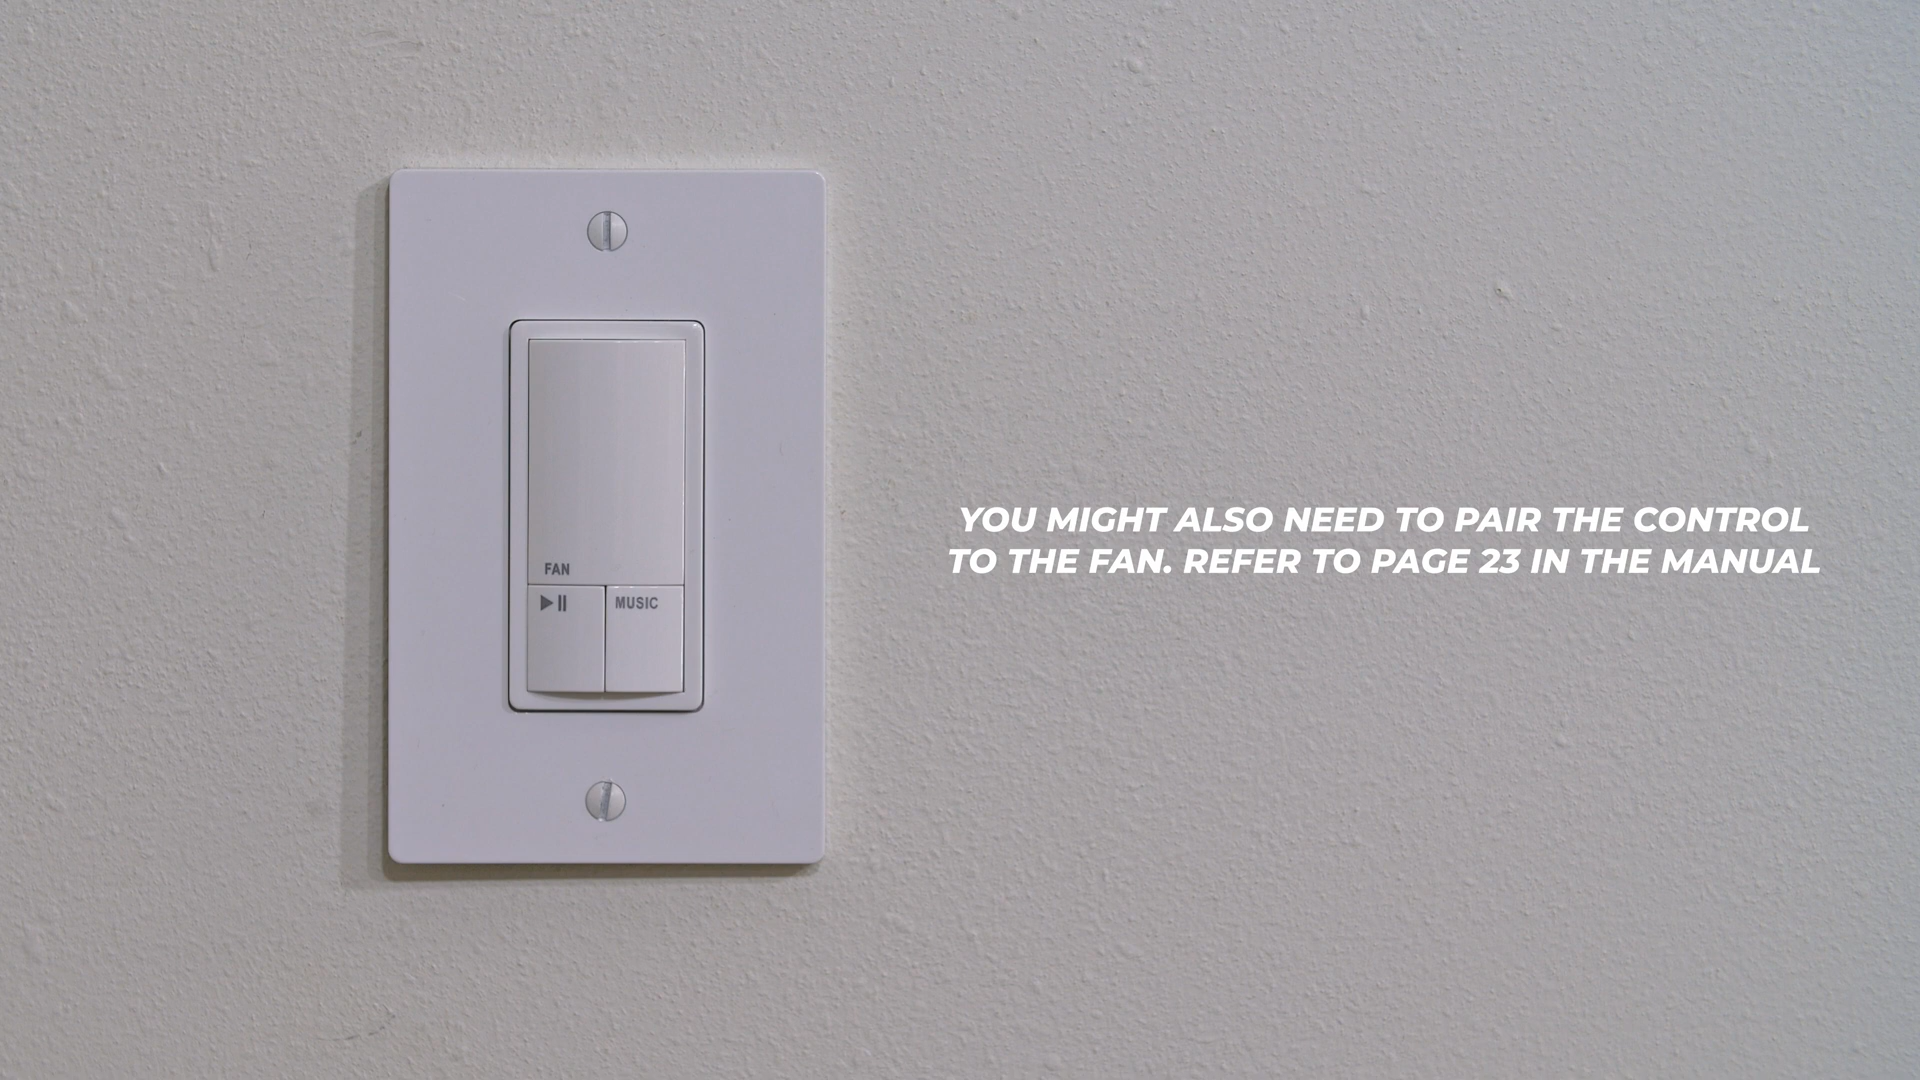 FAN
▶⏸ MUSIC
YOU MIGHT ALSO NEED TO PAIR THE CONTROL
TO THE FAN. REFER TO PAGE 23 IN THE MANUAL